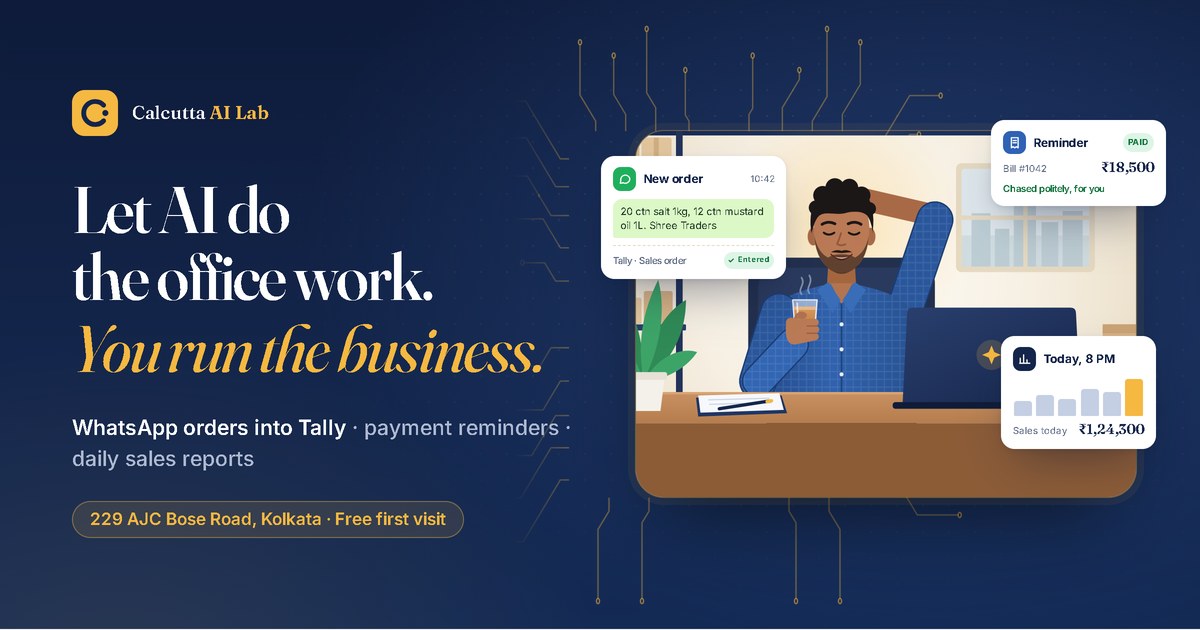 Calcutta AI Lab
Let AI do
the office work.
You run the business.
WhatsApp orders into Tally · payment reminders ·
daily sales reports
229 AJC Bose Road, Kolkata · Free first visit
New order 10:42
20 ctn salt 1kg, 12 ctn mustard
oil 1L. Shree Traders
Tally · Sales order ✓ Entered
Reminder PAID
Bill #1042 ₹18,500
Chased politely, for you
Today, 8 PM
Sales today ₹1,24,300